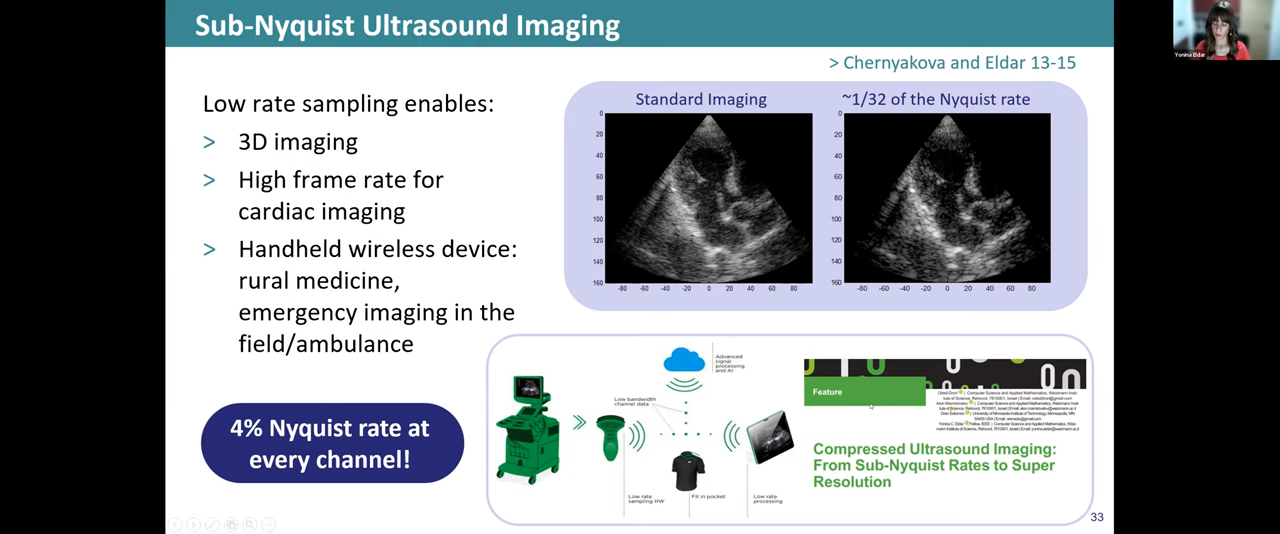 Sub-Nyquist Ultrasound Imaging
Yonina Eldar
> Chernyakova and Eldar 13-15
Low rate sampling enables:
> 3D imaging
> High frame rate for
cardiac imaging
> Handheld wireless device:
rural medicine,
emergency imaging in the
field/ambulance
4% Nyquist rate at
every channel!
Standard Imaging
0
20
40
60
80
100
120
140
160
-80 -60 -40 -20 0 20 40 60 80
~1/32 of the Nyquist rate
0
20
40
60
80
100
120
140
160
-80 -60 -40 -20 0 20 40 60 80
Advanced
signal
processing
and AI
Low bandwidth
channel data
Low rate
sampling HW
Fit in pocket
Low rate
processing
Feature
Compressed Ultrasound Imaging:
From Sub-Nyquist Rates to Super
Resolution
33